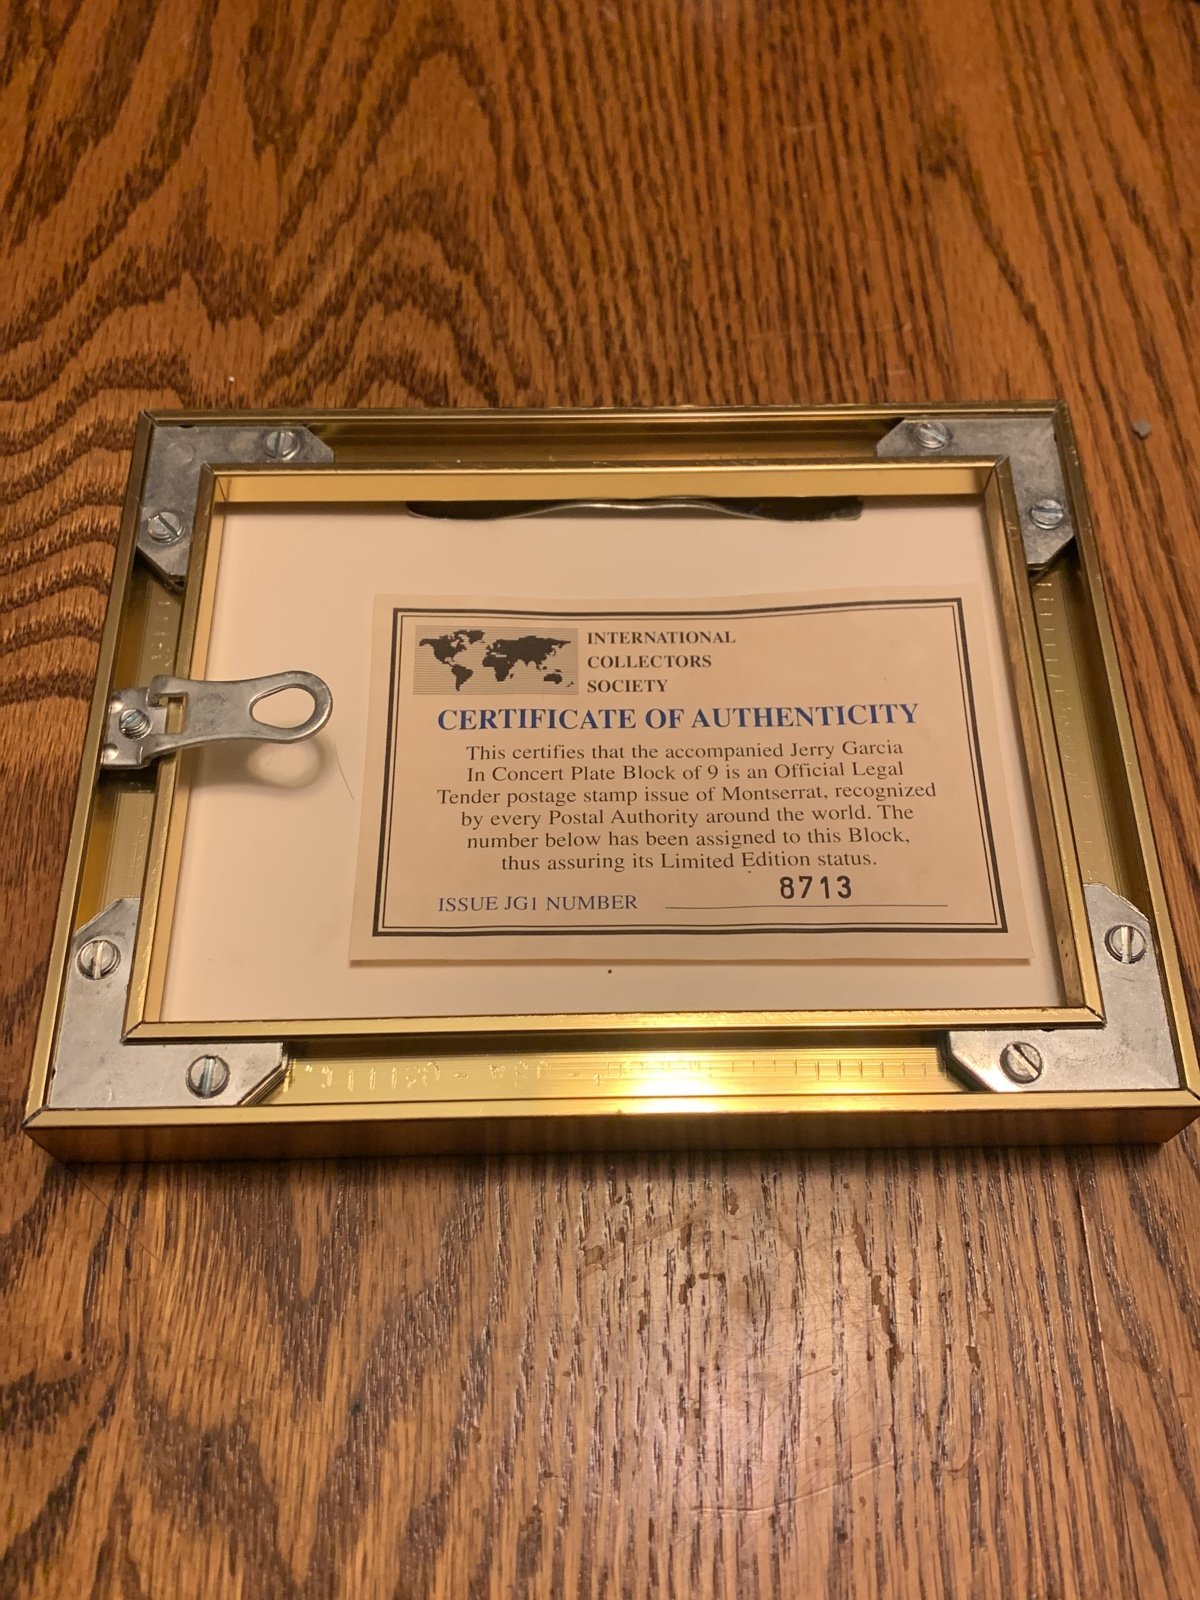 INTERNATIONAL
COLLECTORS
SOCIETY
CERTIFICATE OF AUTHENTICITY
This certifies that the accompanied Jerry Garcia
In Concert Plate Block of 9 is an Official Legal
Tender postage stamp issue of Montserrat, recognized
by every Postal Authority around the world. The
number below has been assigned to this Block,
thus assuring its Limited Edition status.
ISSUE JG1 NUMBER 8713